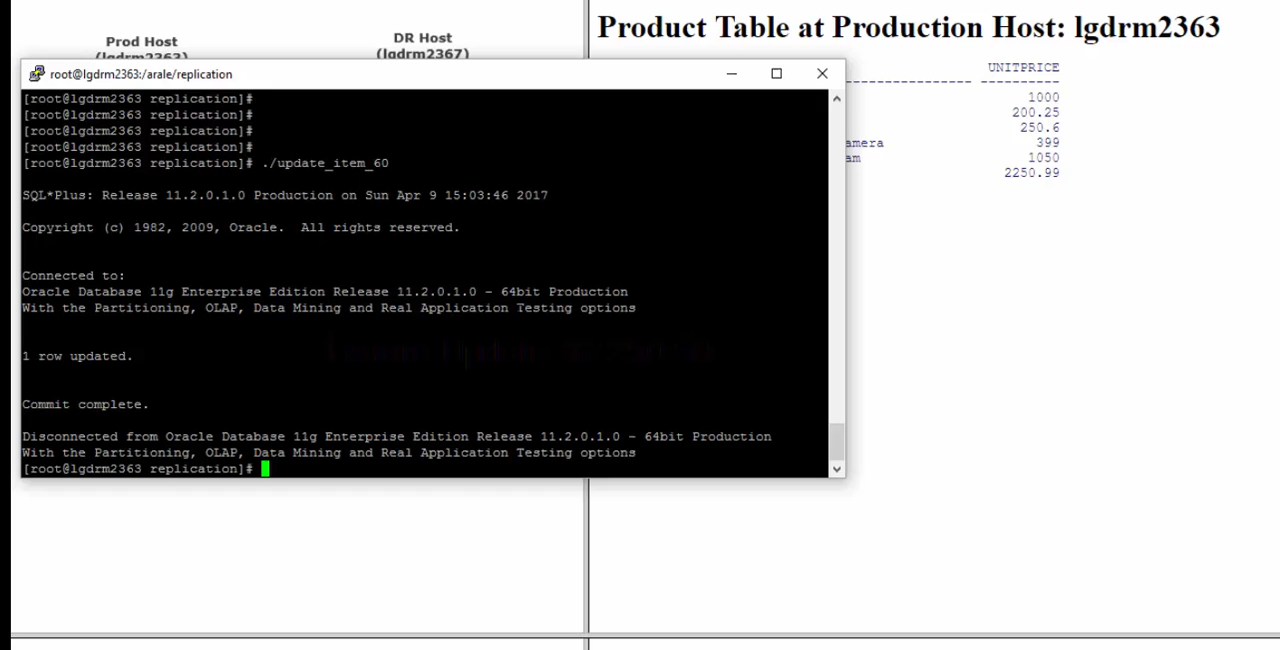 Prod Host
(lgdrm2363)
DR Host
(lgdrm2367)
Product Table at Production Host: lgdrm2363
UNITPRICE
---------------- ----------
1000
200.25
250.6
amera 399
am 1050
2250.99
root@lgdrm2363:/arale/replication
[root@lgdrm2363 replication]#
[root@lgdrm2363 replication]#
[root@lgdrm2363 replication]#
[root@lgdrm2363 replication]#
[root@lgdrm2363 replication]# ./update_item_60
SQL*Plus: Release 11.2.0.1.0 Production on Sun Apr 9 15:03:46 2017
Copyright (c) 1982, 2009, Oracle.  All rights reserved.
Connected to:
Oracle Database 11g Enterprise Edition Release 11.2.0.1.0 - 64bit Production
With the Partitioning, OLAP, Data Mining and Real Application Testing options
1 row updated.
Commit complete.
Disconnected from Oracle Database 11g Enterprise Edition Release 11.2.0.1.0 - 64bit Production
With the Partitioning, OLAP, Data Mining and Real Application Testing options
[root@lgdrm2363 replication]#